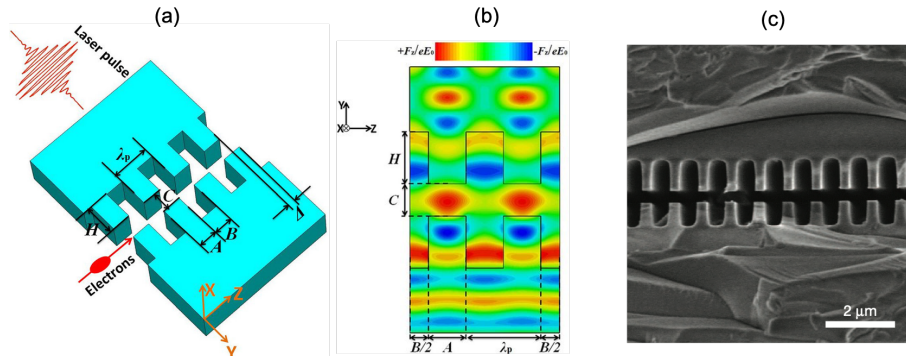 (a)
Laser pulse
λp
C
H
B
A
Electrons
X
Z
Y
(b)
+Fz/eE0
-Fz/eE0
Y
X
Z
H
C
B/2
A
λp
B/2
(c)
2 μm